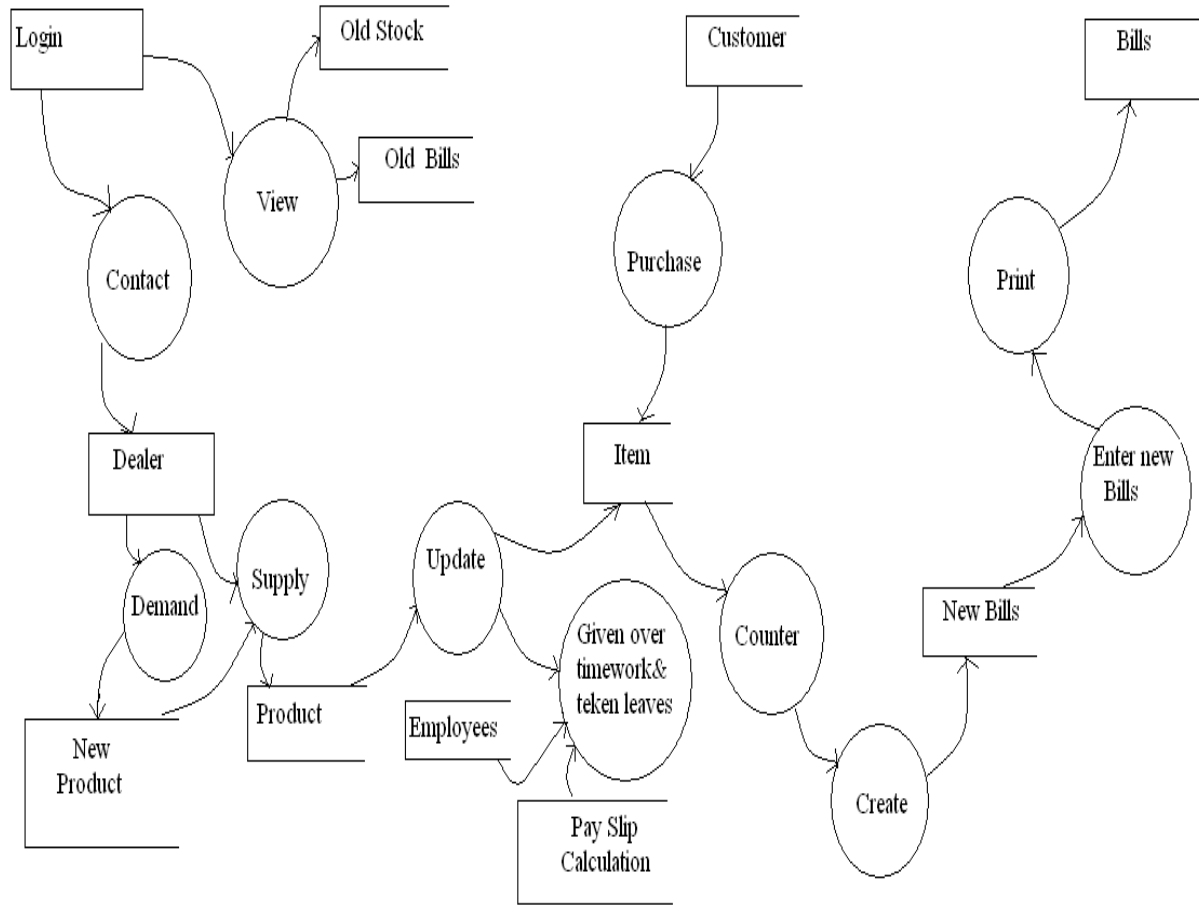 Login
Old Stock
Customer
Bills
Old Bills
View
Contact
Purchase
Print
Dealer
Item
Enter new
Bills
Supply
Update
Demand
New Bills
Counter
Given over
timework&
teken leaves
Product
Employees
New
Product
Create
Pay Slip
Calculation